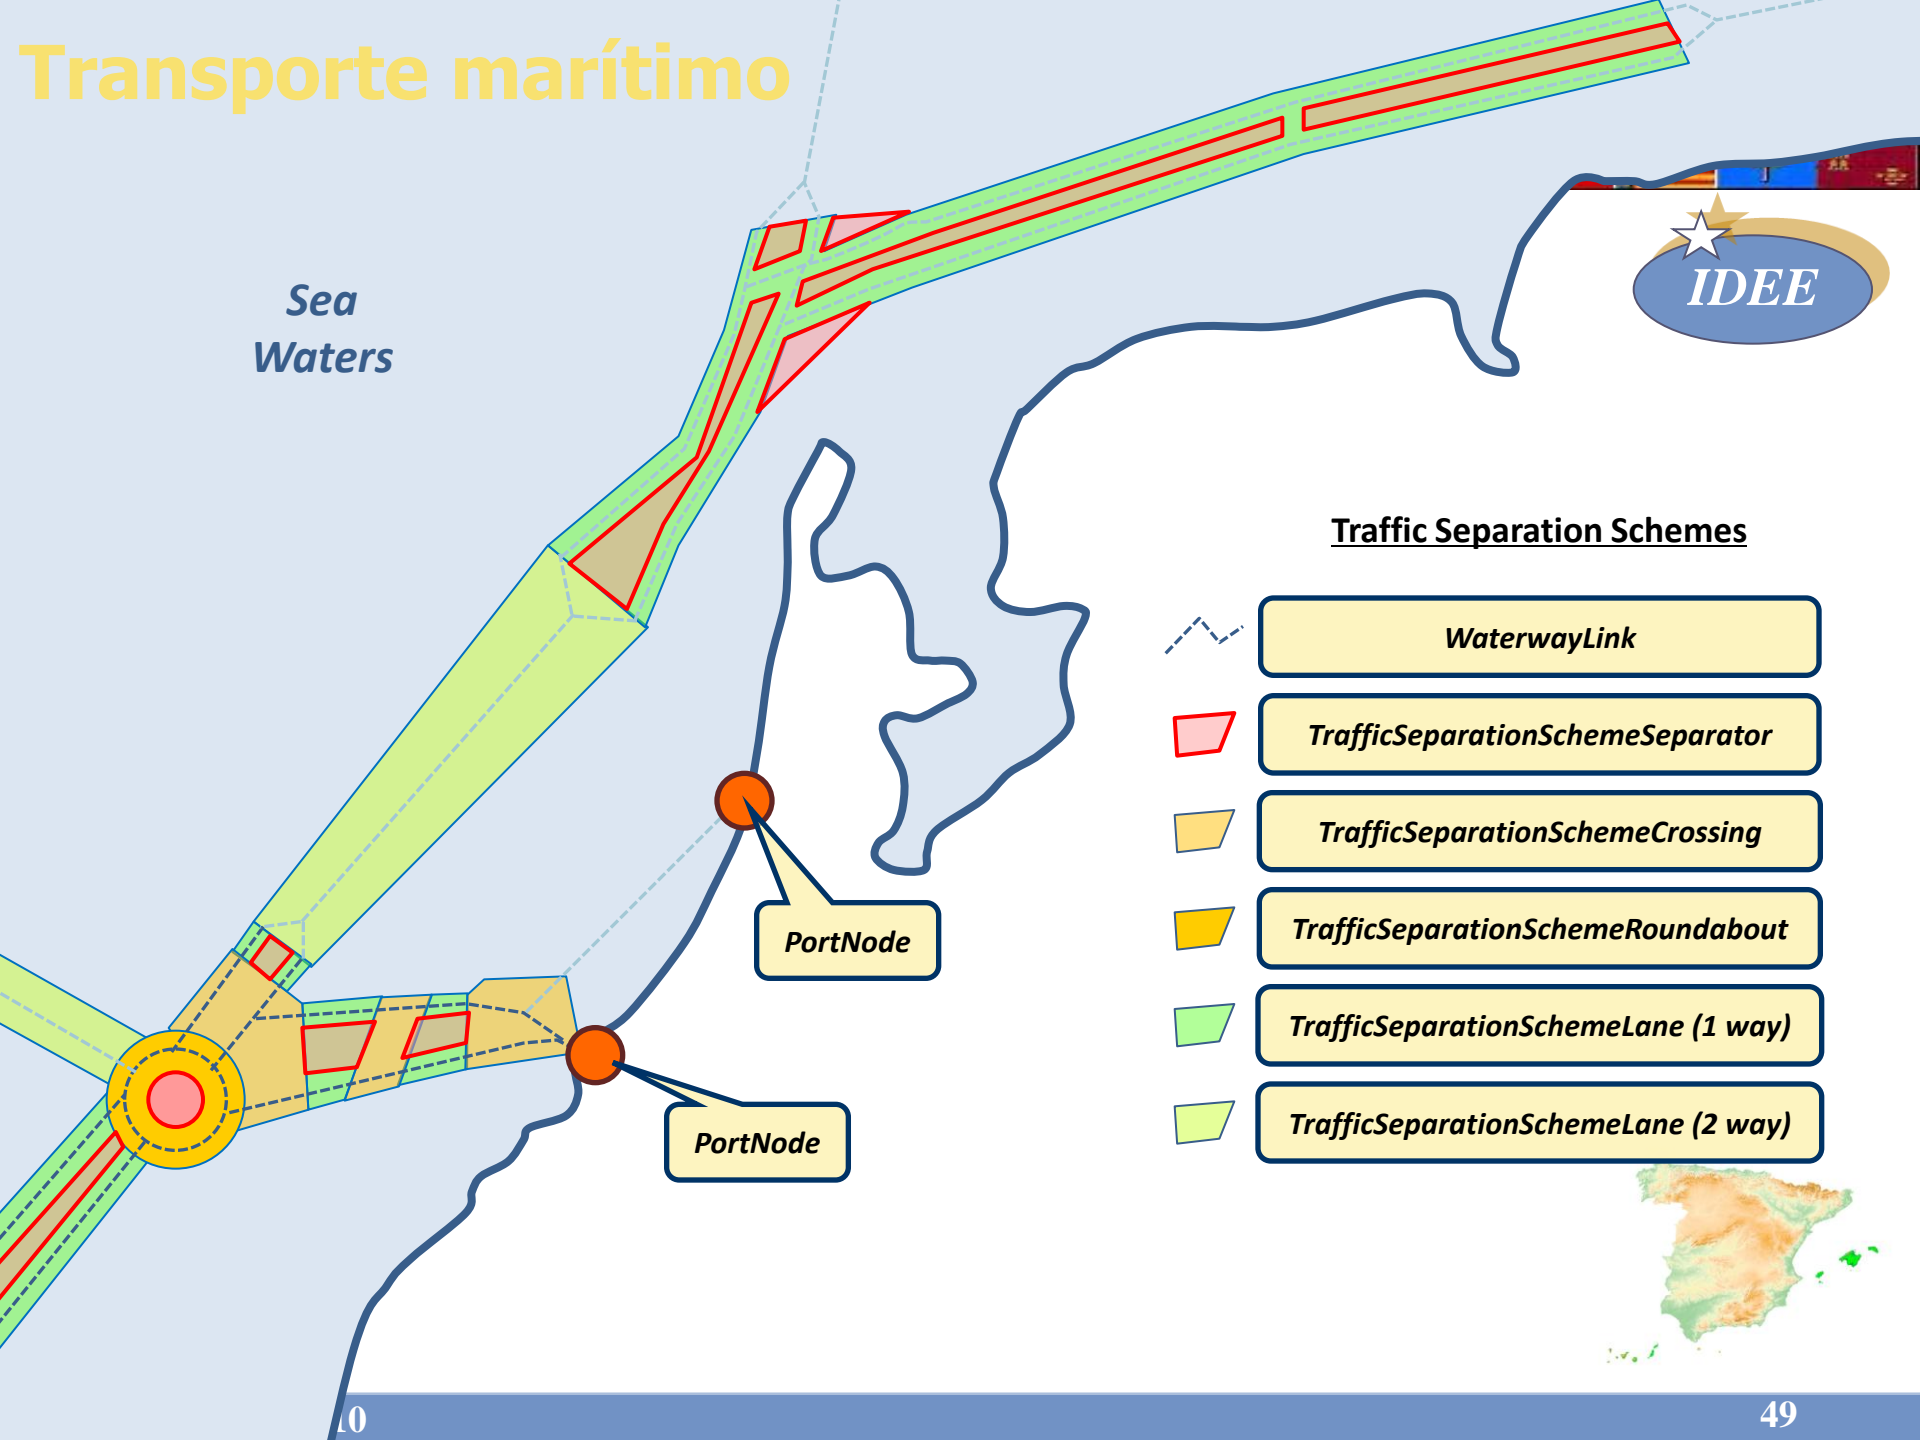 Transporte marítimo
Sea
Waters
IDEE
Traffic Separation Schemes
WaterwayLink
TrafficSeparationSchemeSeparator
TrafficSeparationSchemeCrossing
TrafficSeparationSchemeRoundabout
TrafficSeparationSchemeLane (1 way)
TrafficSeparationSchemeLane (2 way)
PortNode
PortNode
10
49